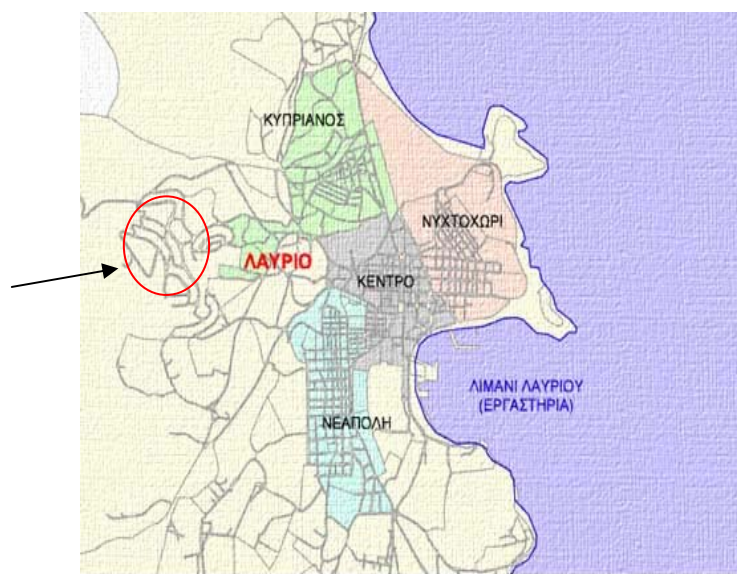 ΚΥΠΡΙΑΝΟΣ
ΝΥΧΤΟΧΩΡΙ
ΛΑΥΡΙΟ
ΚΕΝΤΡΟ
ΛΙΜΑΝΙ ΛΑΥΡΙΟΥ
(ΕΡΓΑΣΤΗΡΙΑ)
ΝΕΑΠΟΛΗ